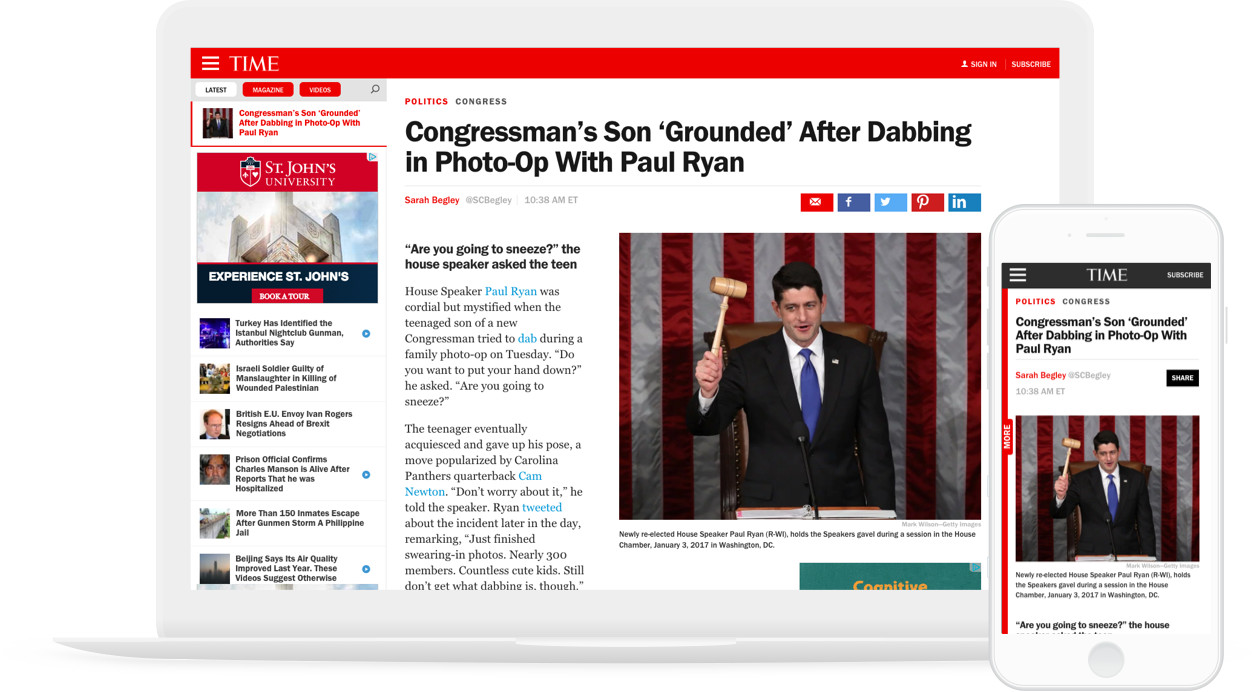 TIME
SIGN IN
SUBSCRIBE
LATEST
MAGAZINE
VIDEOS
Congressman's Son ‘Grounded’
After Dabbing in Photo-Op With
Paul Ryan
ST. JOHN'S
UNIVERSITY
EXPERIENCE ST. JOHN'S
BOOK A TOUR
Turkey Has Identified the
Istanbul Nightclub Gunman,
Authorities Say
Israeli Soldier Guilty of
Manslaughter in Killing of
Wounded Palestinian
British E.U. Envoy Ivan Rogers
Resigns Ahead of Brexit
Negotiations
Prison Official Confirms
Charles Manson is Alive After
Reports That he was
Hospitalized
More Than 150 Inmates Escape
After Gunmen Storm A Philippine
Jail
Beijing Says Its Air Quality
Improved Last Year. These
Videos Suggest Otherwise
POLITICS CONGRESS
Congressman’s Son ‘Grounded’ After Dabbing
in Photo-Op With Paul Ryan
Sarah Begley @SCBegley 10:38 AM ET
f
in
“Are you going to sneeze?” the
house speaker asked the teen
House Speaker Paul Ryan was
cordial but mystified when the
teenaged son of a new
Congressman tried to dab during a
family photo-op on Tuesday. “Do
you want to put your hand down?”
he asked. “Are you going to
sneeze?”
The teenager eventually
acquiesced and gave up his pose, a
move popularized by Carolina
Panthers quarterback Cam
Newton. “Don’t worry about it,” he
told the speaker. Ryan tweeted
about the incident later in the day,
remarking, “Just finished
swearing-in photos. Nearly 300
members. Countless cute kids. Still
don’t get what dabbing is, though.”
Mark Wilson—Getty Images
Newly re-elected House Speaker Paul Ryan (R-WI), holds the Speakers gavel during a session in the House
Chamber, January 3, 2017 in Washington, DC.
Cognitive
TIME
SUBSCRIBE
POLITICS CONGRESS
Congressman’s Son ‘Grounded’
After Dabbing in Photo-Op With
Paul Ryan
Sarah Begley @SCBegley
SHARE
10:38 AM ET
MORE
Mark Wilson—Getty Images
Newly re-elected House Speaker Paul Ryan (R-WI), holds
the Speakers gavel during a session in the House
Chamber, January 3, 2017 in Washington, DC.
“Are you going to sneeze?” the house